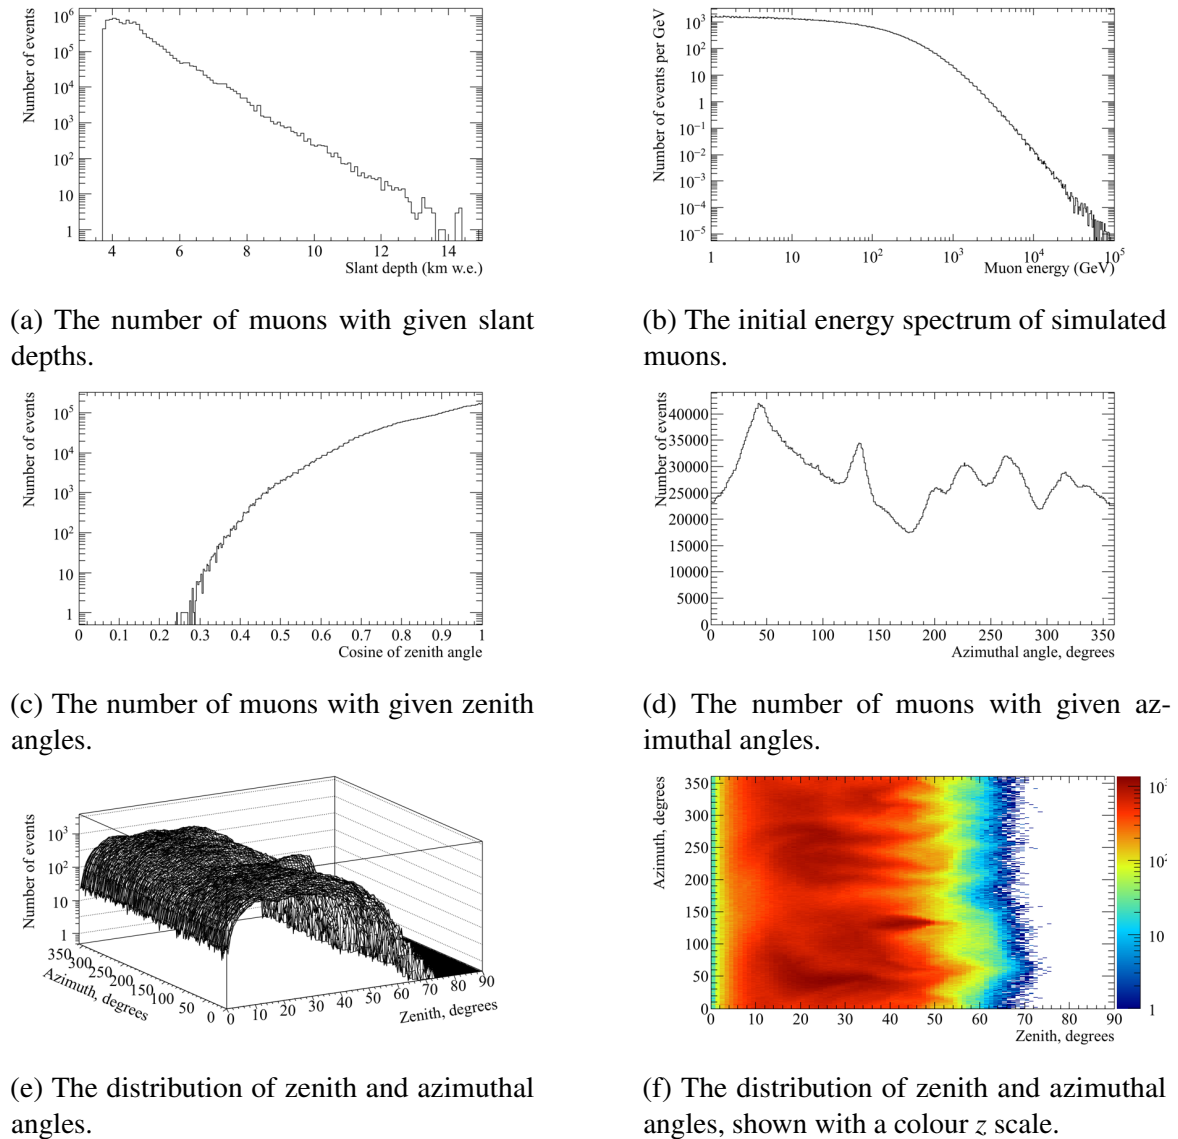 Number of events
10⁶
10⁵
10⁴
10³
10²
10
1
4 6 8 10 12 14
Slant depth (km w.e.)
(a) The number of muons with given slant
depths.
Number of events per GeV
10³
10²
10
1
10⁻¹
10⁻²
10⁻³
10⁻⁴
10⁻⁵
1 10 10² 10³ 10⁴ 10⁵
Muon energy (GeV)
(b) The initial energy spectrum of simulated
muons.
Number of events
10⁵
10⁴
10³
10²
10
1
0 0.1 0.2 0.3 0.4 0.5 0.6 0.7 0.8 0.9 1
Cosine of zenith angle
(c) The number of muons with given zenith
angles.
Number of events
40000
35000
30000
25000
20000
15000
10000
5000
0
0 50 100 150 200 250 300 350
Azimuthal angle, degrees
(d) The number of muons with given az-
imuthal angles.
Number of events
10³
10²
10
1
350 300 250 200 150 100 50 0
Azimuth, degrees
0 10 20 30 40 50 60 70 80 90
Zenith, degrees
(e) The distribution of zenith and azimuthal
angles.
Azimuth, degrees
350
300
250
200
150
100
50
0
0 10 20 30 40 50 60 70 80 90
Zenith, degrees
10²
10
1
(f) The distribution of zenith and azimuthal
angles, shown with a colour z scale.